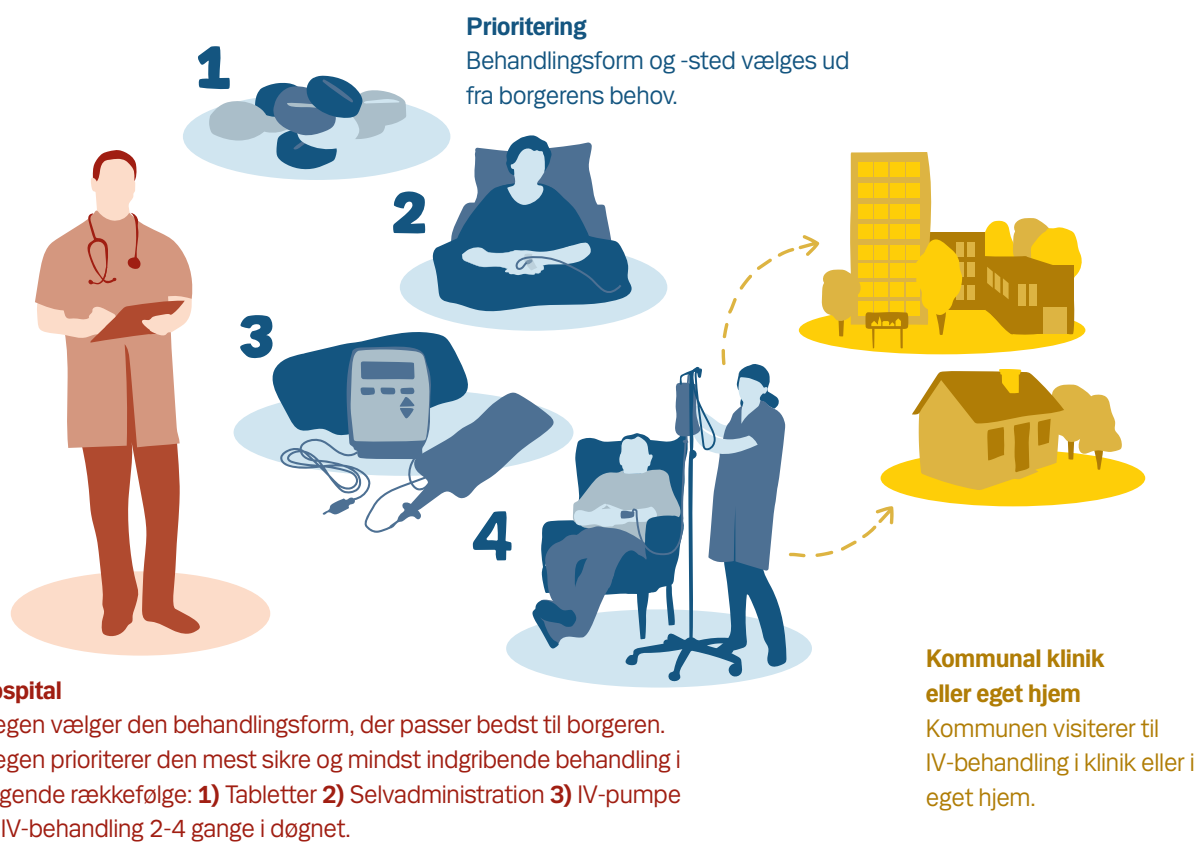 Prioritering
Behandlingsform og -sted vælges ud
fra borgerens behov.
1
2
3
4
ospital
egen vælger den behandlingsform, der passer bedst til borgeren.
egen prioriterer den mest sikre og mindst indgribende behandling i
gende rækkefølge: 1) Tabletter 2) Selvadministration 3) IV-pumpe
IV-behandling 2-4 gange i døgnet.
Kommunal klinik
eller eget hjem
Kommunen visiterer til
IV-behandling i klinik eller i
eget hjem.